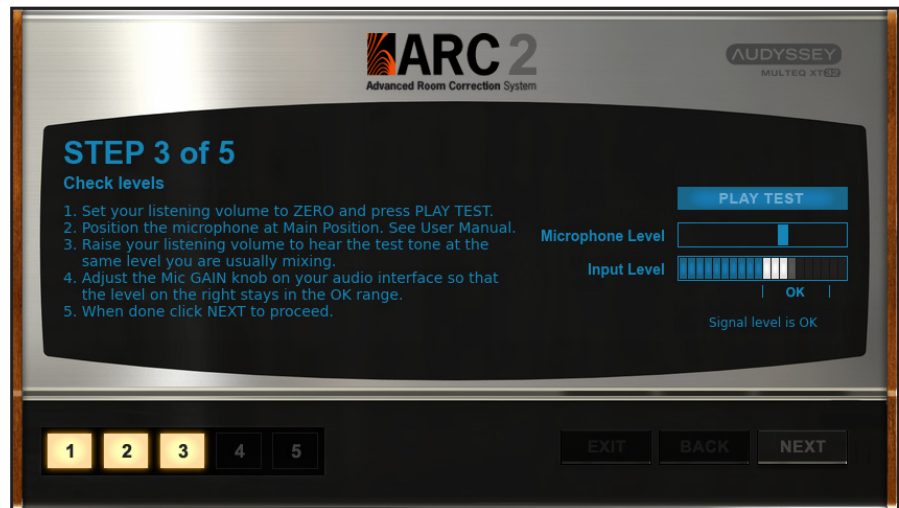 ARC 2
Advanced Room Correction System
AUDYSSEY
MULTEQ XT32
STEP 3 of 5
Check levels
1. Set your listening volume to ZERO and press PLAY TEST.
2. Position the microphone at Main Position. See User Manual.
3. Raise your listening volume to hear the test tone at the
same level you are usually mixing.
4. Adjust the Mic GAIN knob on your audio interface so that
the level on the right stays in the OK range.
5. When done click NEXT to proceed.
PLAY TEST
Microphone Level
Input Level
OK
Signal level is OK
1 2 3 4 5
EXIT BACK NEXT